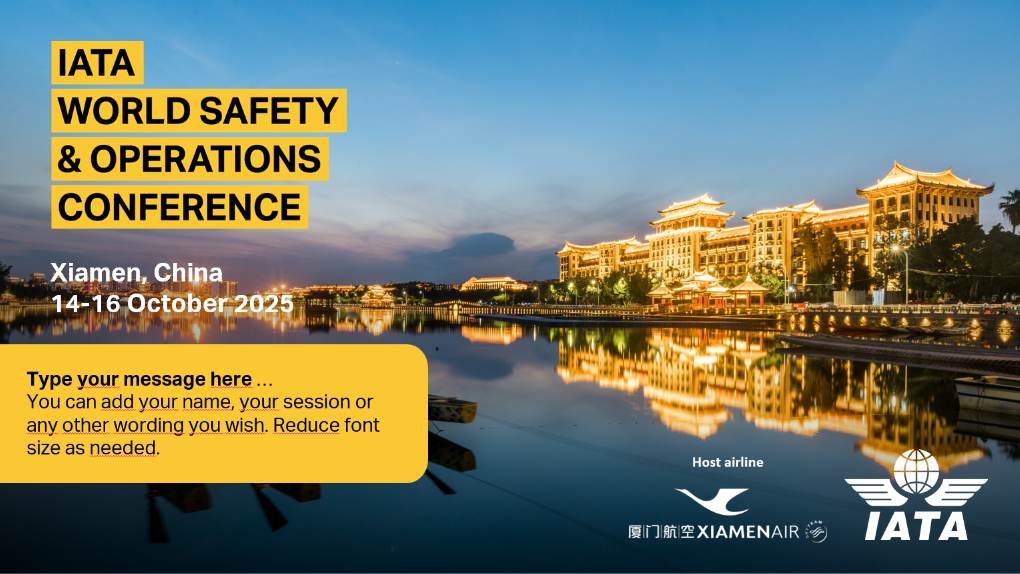 IATA
WORLD SAFETY
& OPERATIONS
CONFERENCE
Xiamen, China
14-16 October 2025
Type your message here …
You can add your name, your session or
any other wording you wish. Reduce font
size as needed.
Host airline
厦门航空 XIAMENAIR
IATA